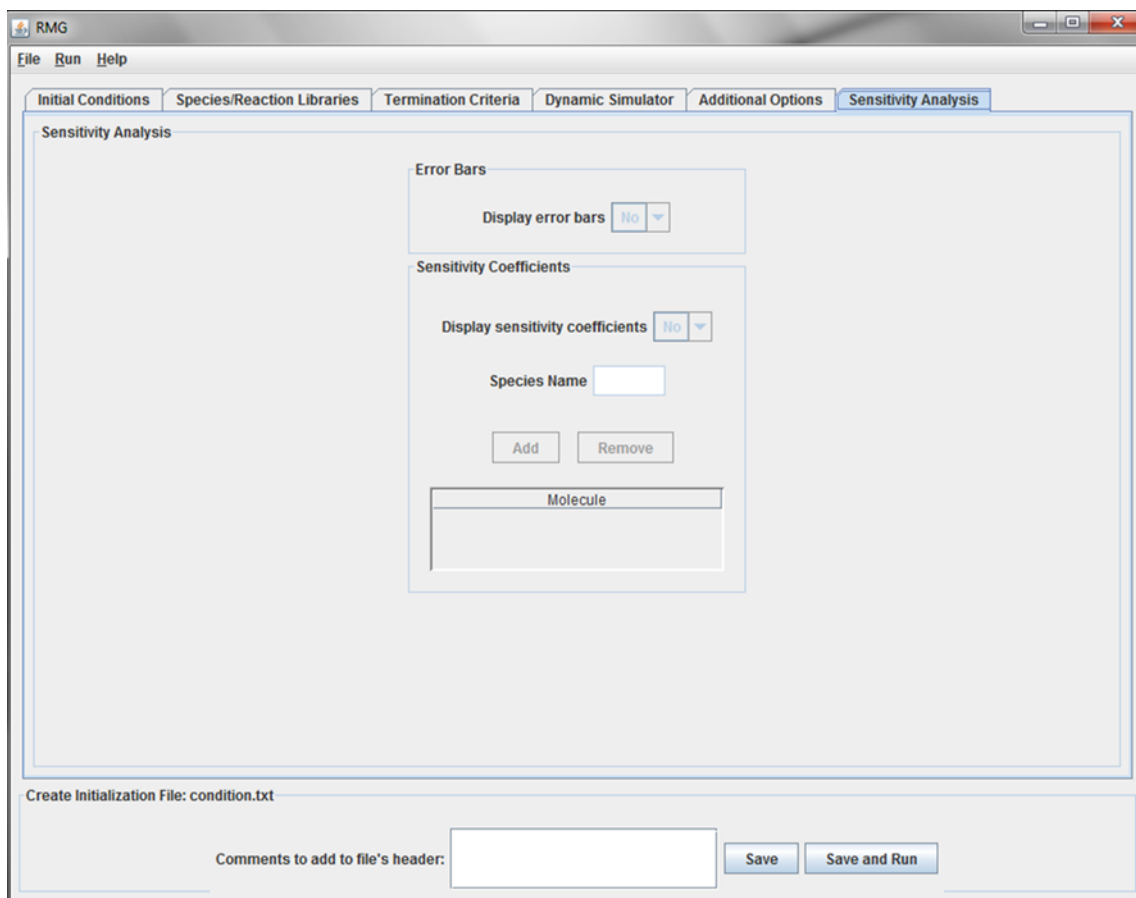 RMG
File Run Help
Initial Conditions Species/Reaction Libraries Termination Criteria Dynamic Simulator Additional Options Sensitivity Analysis
Sensitivity Analysis
Error Bars
Display error bars No
Sensitivity Coefficients
Display sensitivity coefficients No
Species Name
Add Remove
Molecule
Create Initialization File: condition.txt
Comments to add to file's header: Save Save and Run